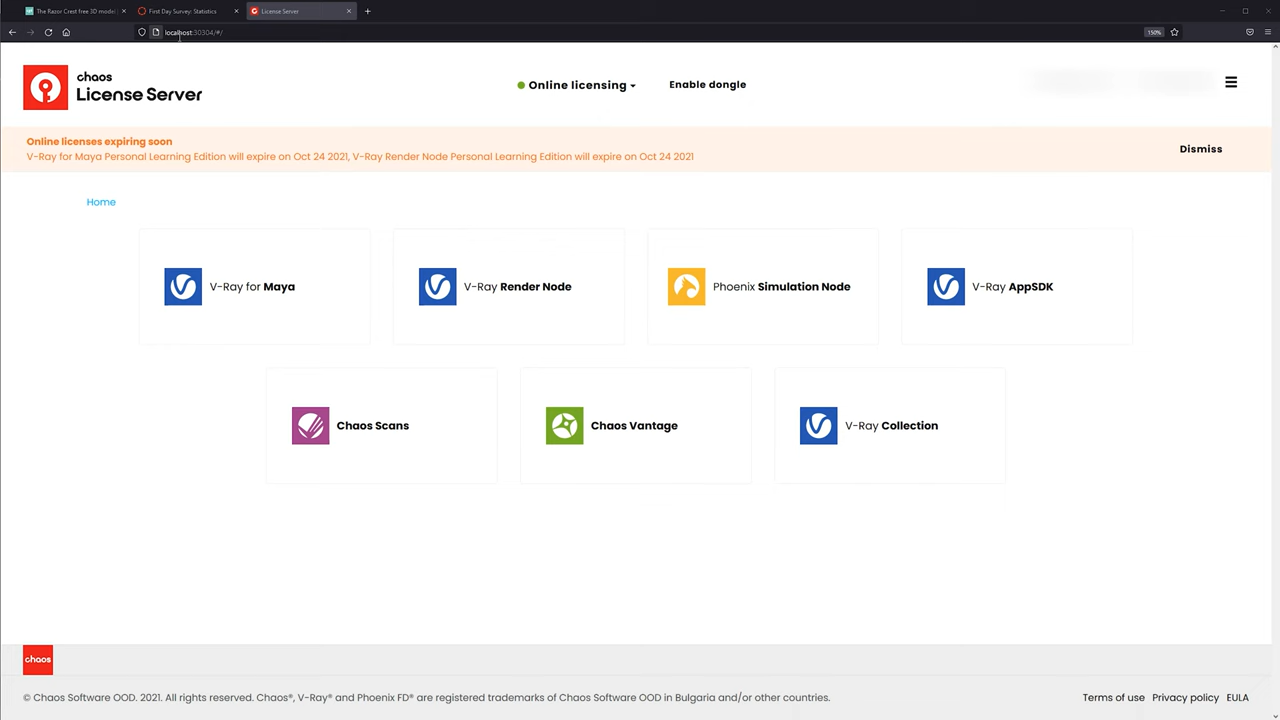 The Razor Crest free 3D model |
First Day Survey: Statistics
License Server
localhost:30304/#/
150%
chaos
License Server
Online licensing
Enable dongle
Online licenses expiring soon
V-Ray for Maya Personal Learning Edition will expire on Oct 24 2021, V-Ray Render Node Personal Learning Edition will expire on Oct 24 2021
Dismiss
Home
V-Ray for Maya
V-Ray Render Node
Phoenix Simulation Node
V-Ray AppSDK
Chaos Scans
Chaos Vantage
V-Ray Collection
chaos
© Chaos Software OOD. 2021. All rights reserved. Chaos®, V-Ray® and Phoenix FD® are registered trademarks of Chaos Software OOD in Bulgaria and/or other countries.
Terms of use Privacy policy EULA